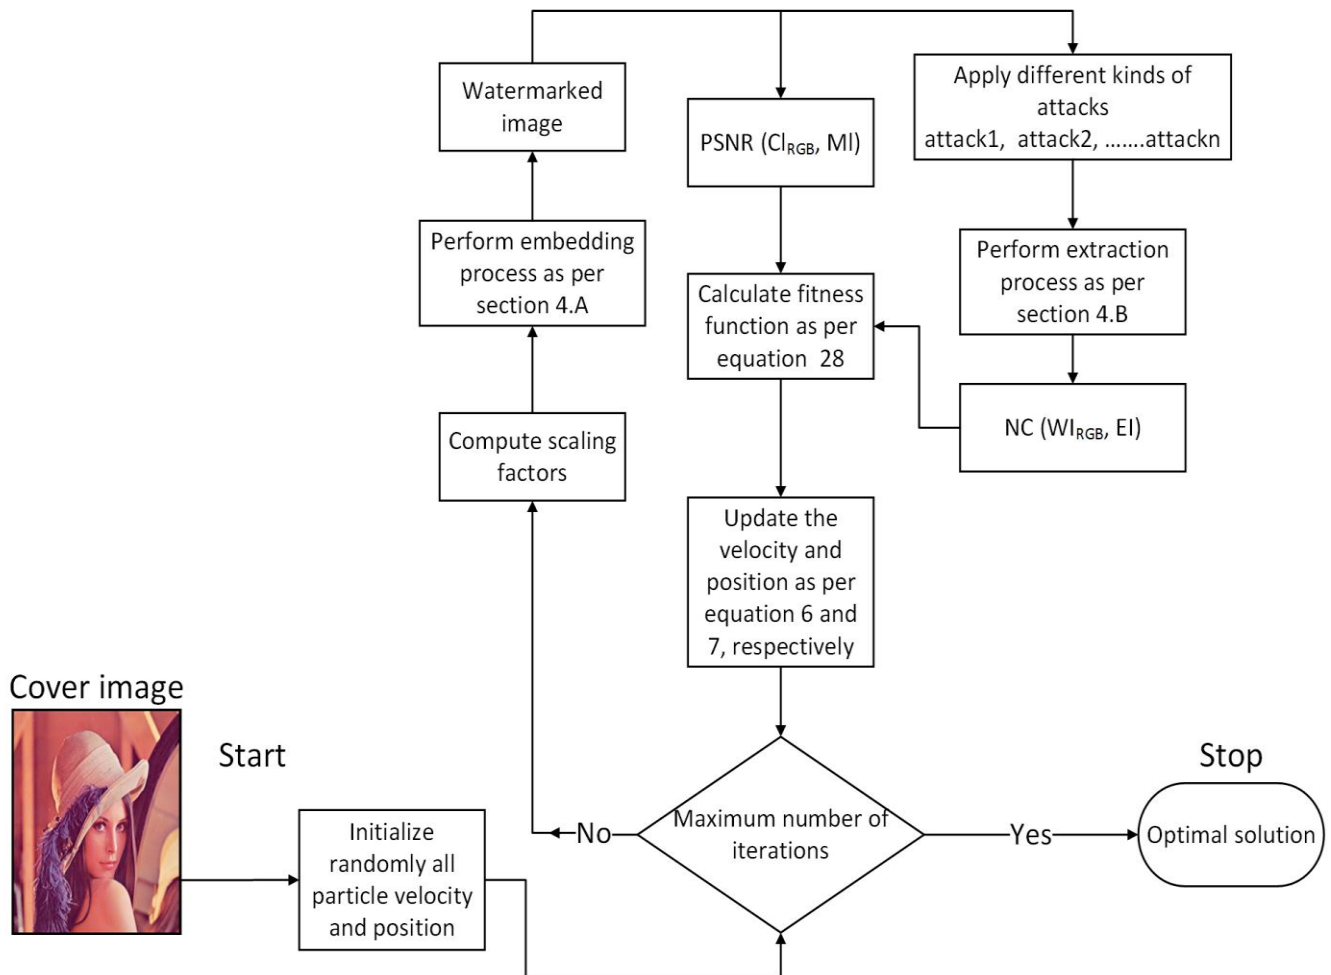 Watermarked
image
PSNR (CI_RGB, MI)
Apply different kinds of
attacks
attack1, attack2, …....attackn
Perform embedding
process as per
section 4.A
Perform extraction
process as per
section 4.B
Calculate fitness
function as per
equation 28
NC (WI_RGB, EI)
Compute scaling
factors
Update the
velocity and
position as per
equation 6 and
7, respectively
Cover image
Start
Initialize
randomly all
particle velocity
and position
No
Maximum number of
iterations
Yes
Stop
Optimal solution